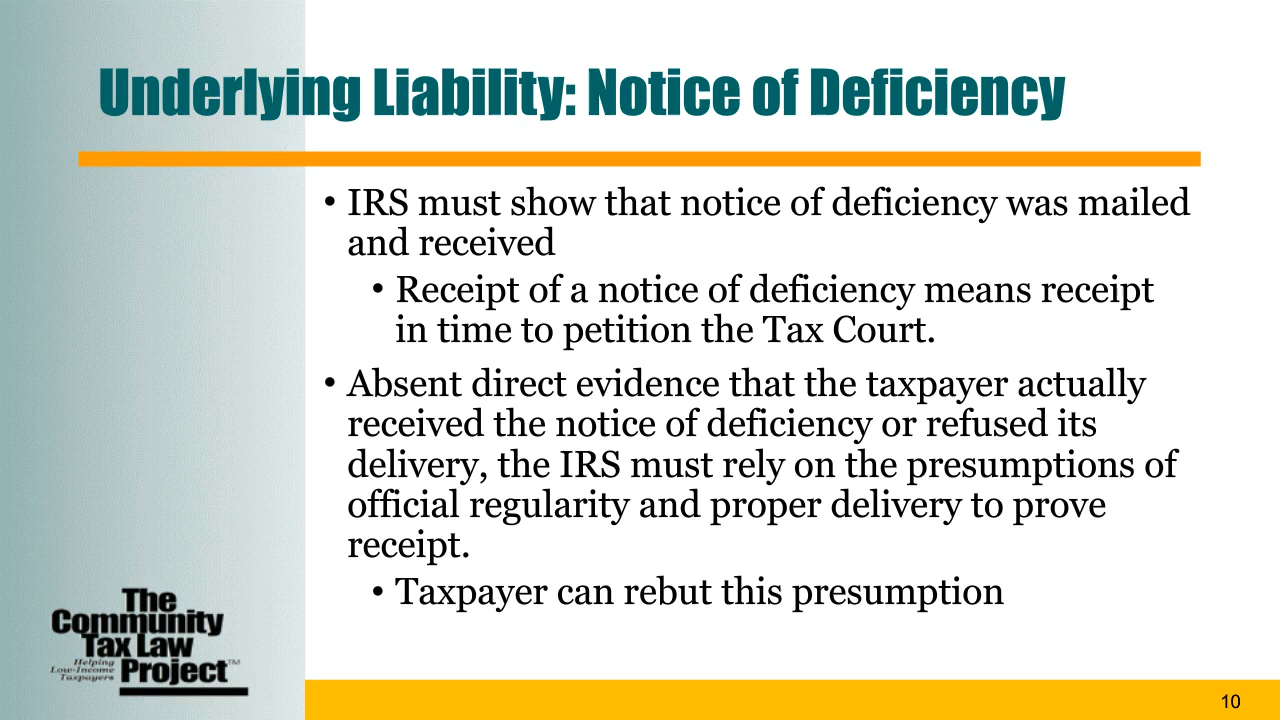 Underlying Liability: Notice of Deficiency
• IRS must show that notice of deficiency was mailed
and received
• Receipt of a notice of deficiency means receipt
in time to petition the Tax Court.
• Absent direct evidence that the taxpayer actually
received the notice of deficiency or refused its
delivery, the IRS must rely on the presumptions of
official regularity and proper delivery to prove
receipt.
• Taxpayer can rebut this presumption
The
Community
Tax Law
Helping
Low-Income
Taxpayers
Project™
10